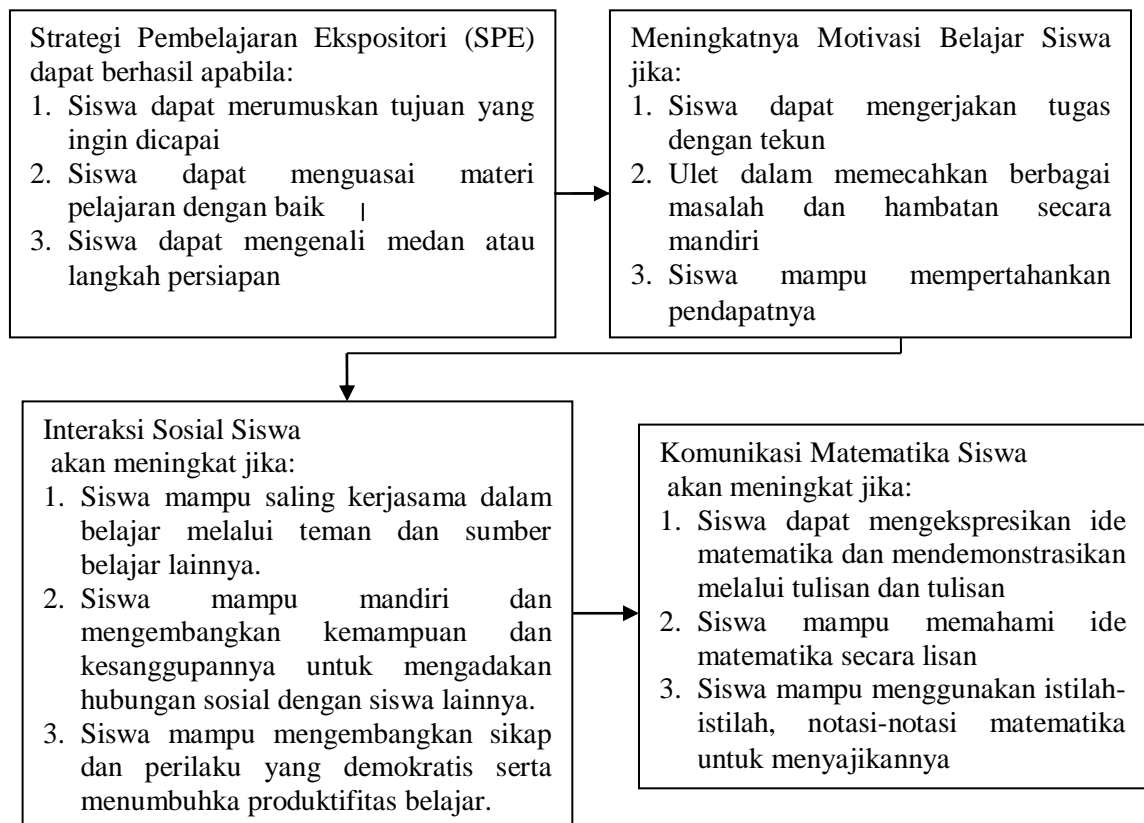 Strategi Pembelajaran Ekspositori (SPE)
dapat berhasil apabila:
1. Siswa dapat merumuskan tujuan yang
ingin dicapai
2. Siswa dapat menguasai materi
pelajaran dengan baik
3. Siswa dapat mengenali medan atau
langkah persiapan
Meningkatnya Motivasi Belajar Siswa
jika:
1. Siswa dapat mengerjakan tugas
dengan tekun
2. Ulet dalam memecahkan berbagai
masalah dan hambatan secara
mandiri
3. Siswa mampu mempertahankan
pendapatnya
Interaksi Sosial Siswa
akan meningkat jika:
1. Siswa mampu saling kerjasama dalam
belajar melalui teman dan sumber
belajar lainnya.
2. Siswa mampu mandiri dan
mengembangkan kemampuan dan
kesanggupannya untuk mengadakan
hubungan sosial dengan siswa lainnya.
3. Siswa mampu mengembangkan sikap
dan perilaku yang demokratis serta
menumbuhka produktifitas belajar.
Komunikasi Matematika Siswa
akan meningkat jika:
1. Siswa dapat mengekspresikan ide
matematika dan mendemonstrasikan
melalui tulisan dan tulisan
2. Siswa mampu memahami ide
matematika secara lisan
3. Siswa mampu menggunakan istilah-
istilah, notasi-notasi matematika
untuk menyajikannya